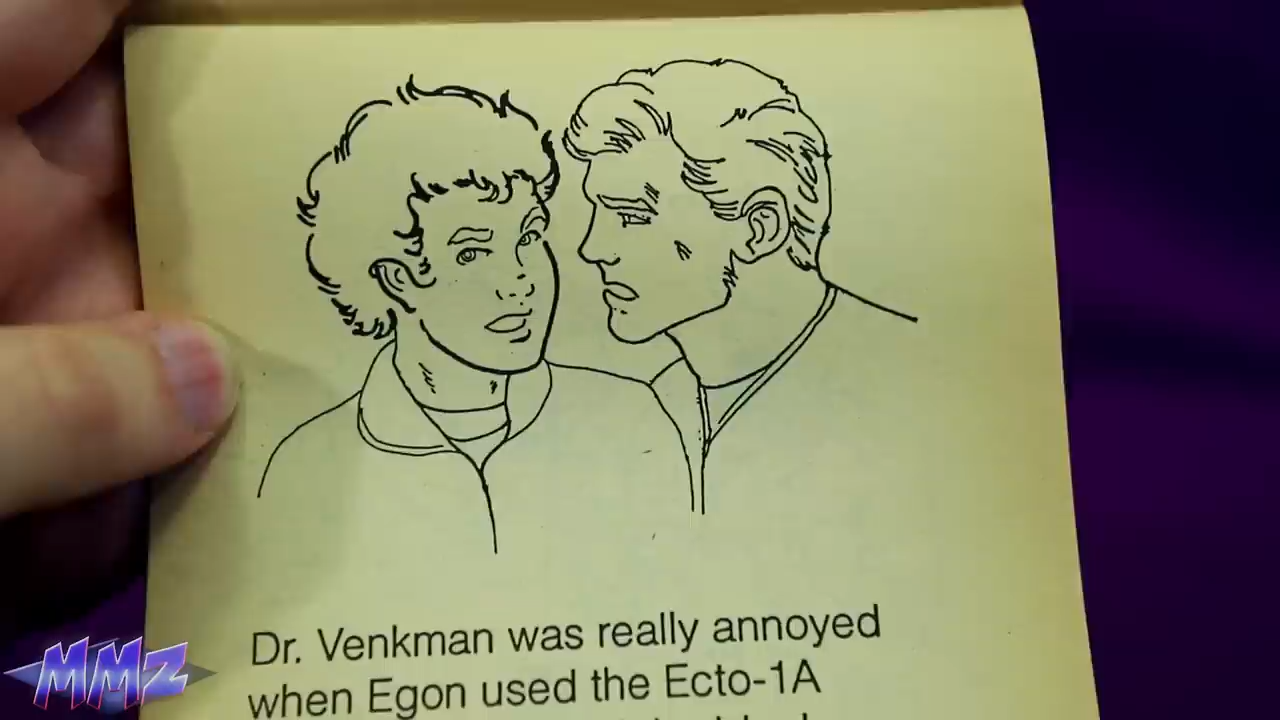 Dr. Venkman was really annoyed
when Egon used the Ecto-1A
MMZ